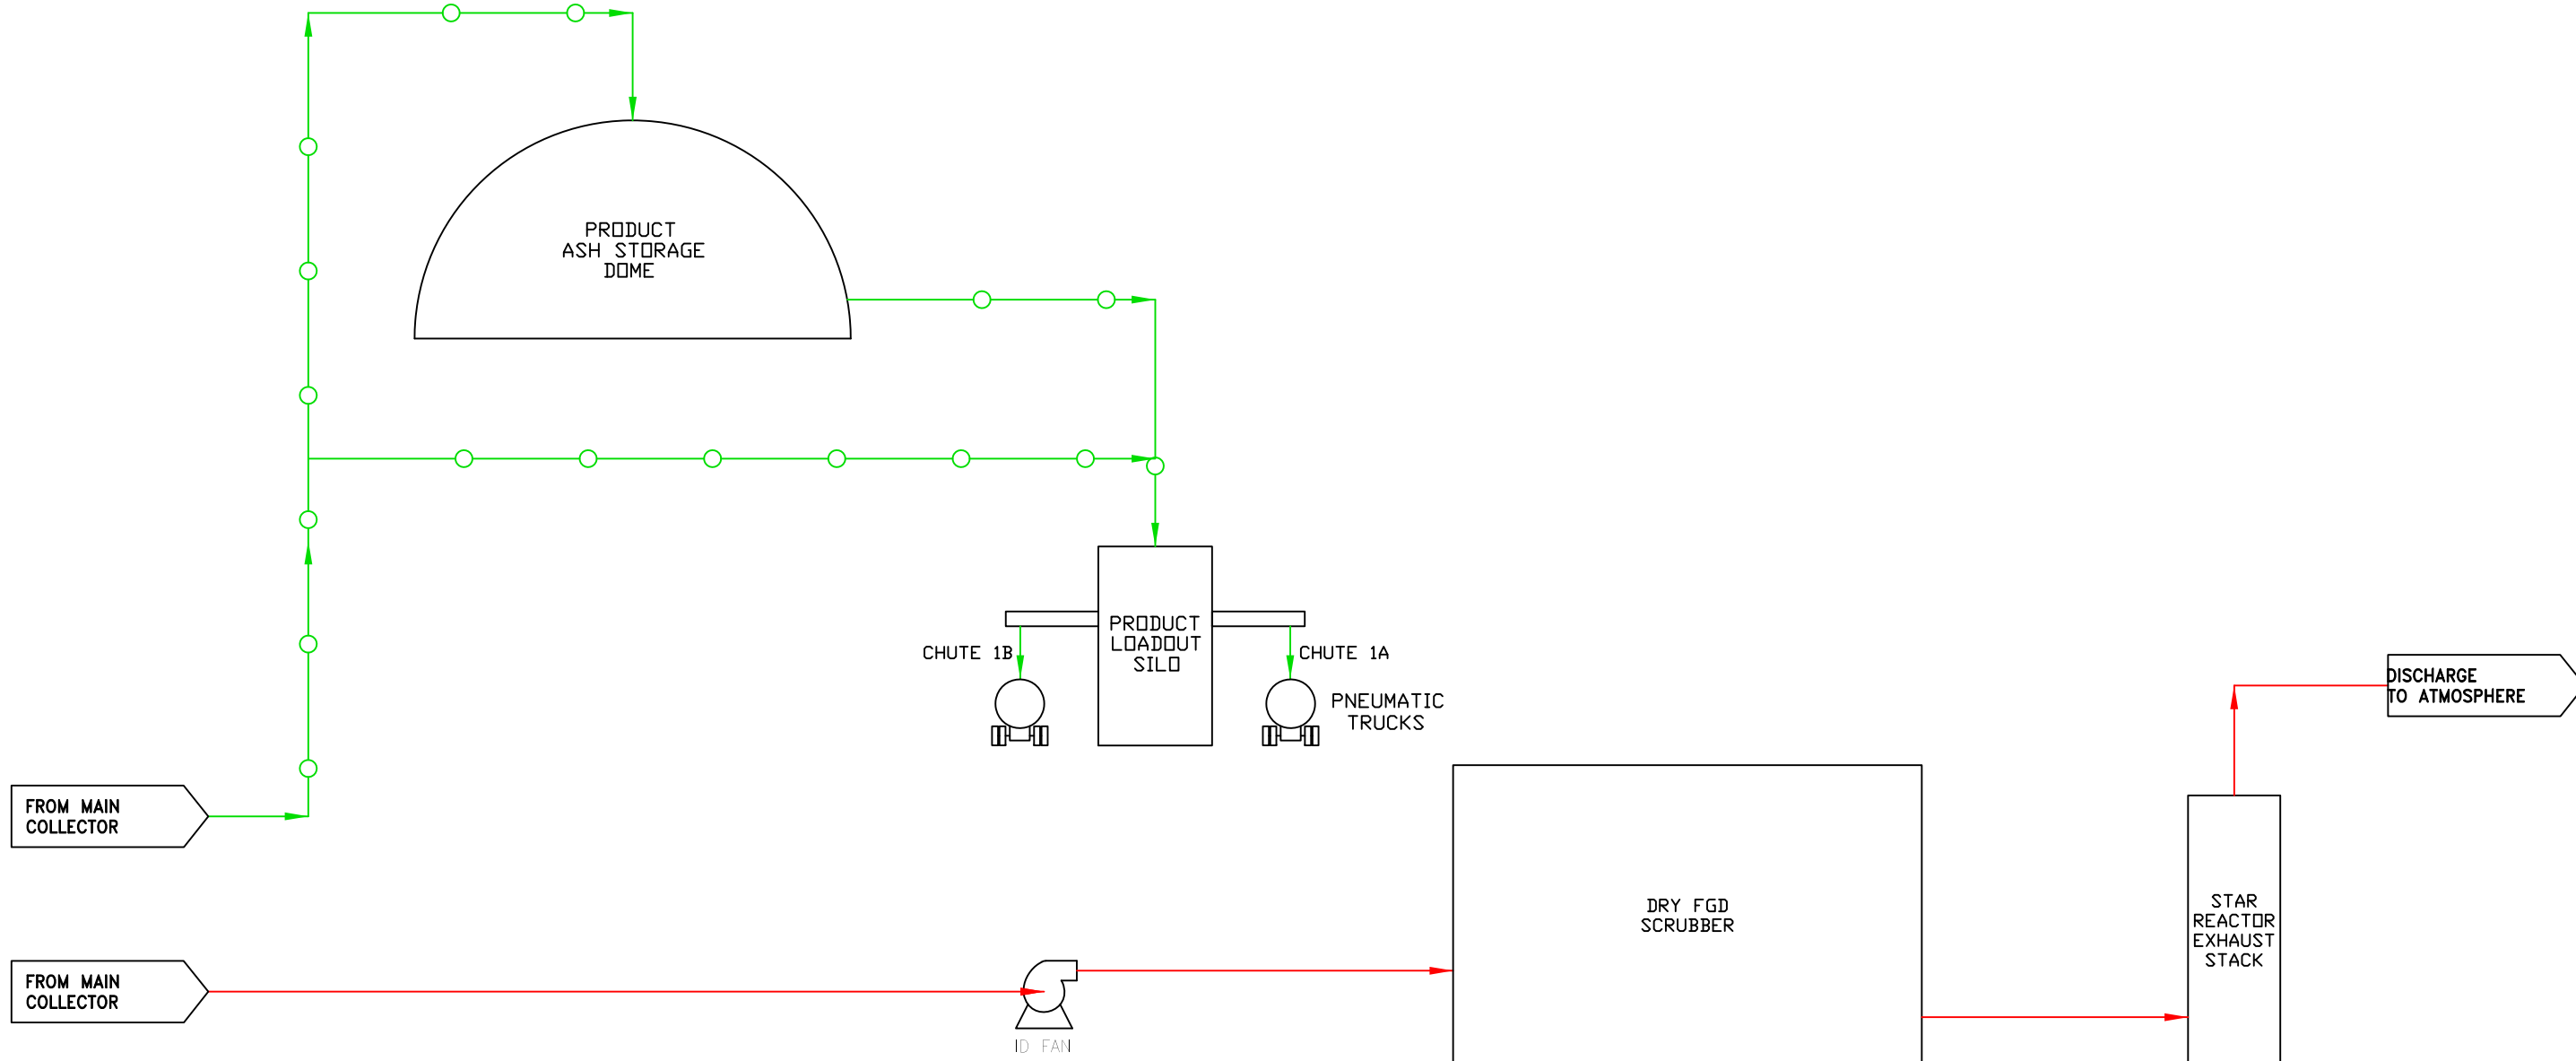 PRODUCT
ASH STORAGE
DOME
PRODUCT
LOADOUT
SILO
CHUTE 1B
CHUTE 1A
PNEUMATIC
TRUCKS
DISCHARGE
TO ATMOSPHERE
FROM MAIN
COLLECTOR
DRY FGD
SCRUBBER
STAR
REACTOR
EXHAUST
STACK
FROM MAIN
COLLECTOR
ID FAN